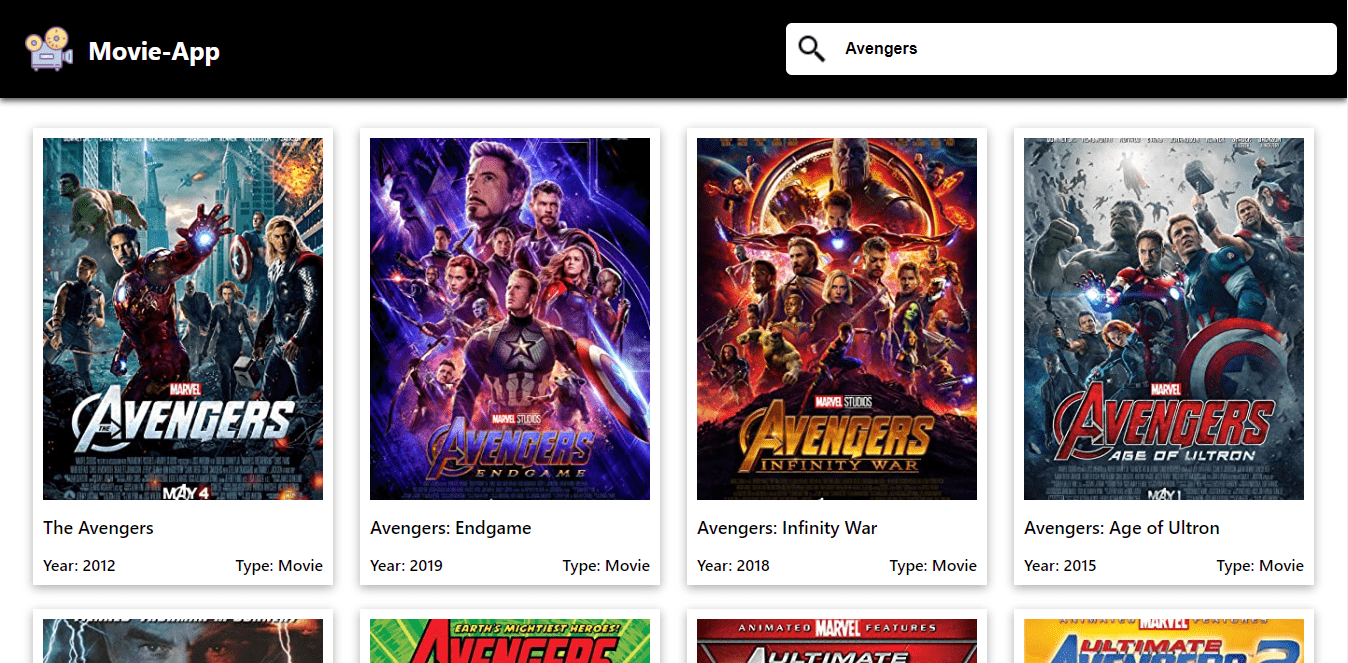 Movie-App
Avengers
MARVEL
THE AVENGERS
MAY 4
The Avengers
Year: 2012
Type: Movie
MARVEL STUDIOS
AVENGERS
ENDGAME
Avengers: Endgame
Year: 2019
Type: Movie
MARVEL STUDIOS
AVENGERS
INFINITY WAR
Avengers: Infinity War
Year: 2018
Type: Movie
MARVEL
AVENGERS
AGE OF ULTRON
MAY 1
Avengers: Age of Ultron
Year: 2015
Type: Movie
EARTH'S MIGHTIEST HEROES!
AVENGERS
ANIMATED MARVEL FEATURES
ULTIMATE
ANIMATED MARVEL FEATURES
ULTIMATE
AVENGERS 2